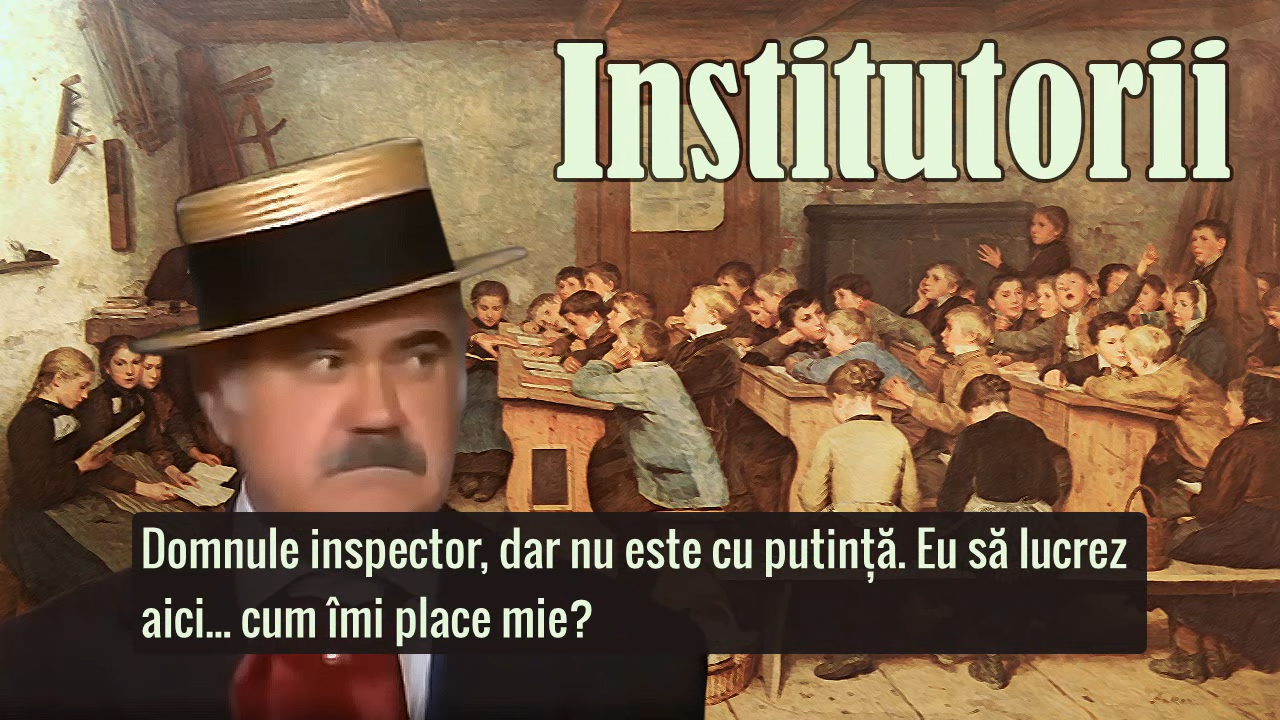 Institutorii
Domnule inspector, dar nu este cu putință. Eu să lucrez
aici... cum îmi place mie?